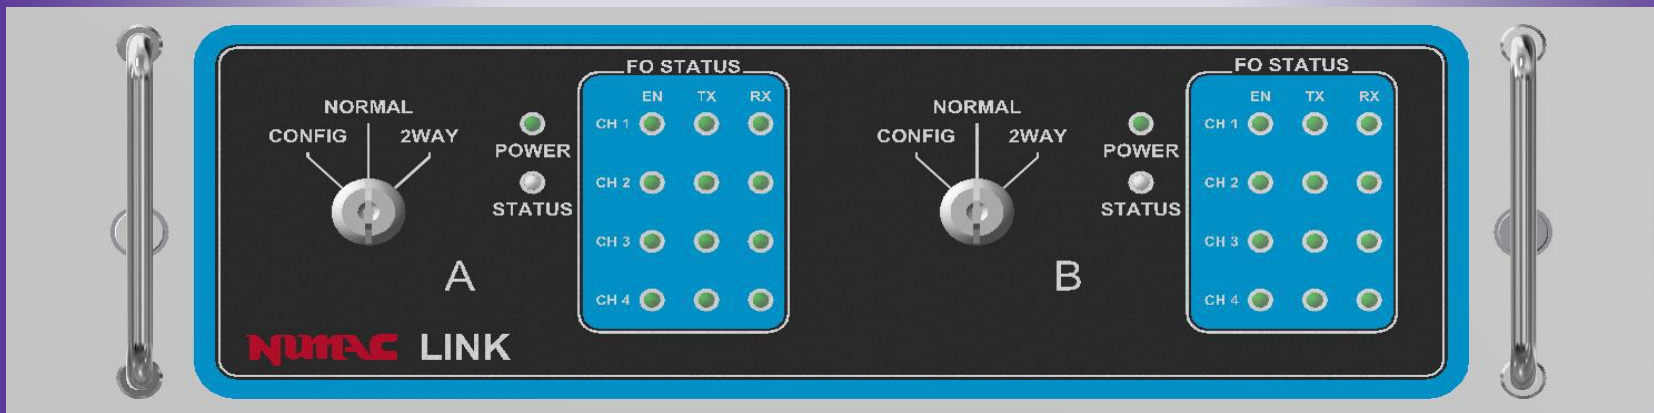 FO STATUS
EN TX RX
NORMAL
CONFIG 2WAY
POWER
STATUS
CH 1
CH 2
CH 3
CH 4
A
FO STATUS
EN TX RX
NORMAL
CONFIG 2WAY
POWER
STATUS
CH 1
CH 2
CH 3
CH 4
B
NUMAC LINK